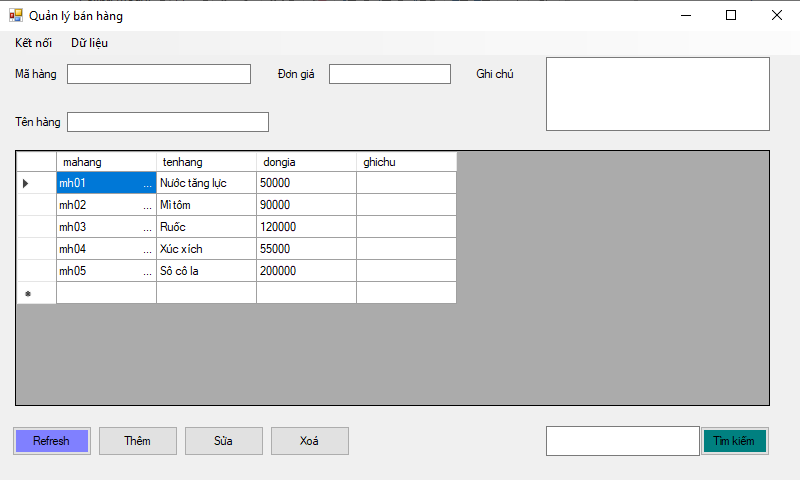 Quản lý bán hàng
Kết nối Dữ liệu
Mã hàng Đơn giá Ghi chú
Tên hàng
mahang tenhang dongia ghichu
mh01 ... Nước tăng lực 50000
mh02 ... Mì tôm 90000
mh03 ... Ruốc 120000
mh04 ... Xúc xích 55000
mh05 ... Sô cô la 200000
Refresh Thêm Sửa Xoá Tìm kiếm